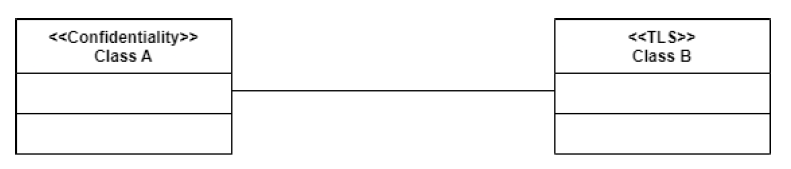 <<Confidentiality>>
Class A
<<TLS>>
Class B